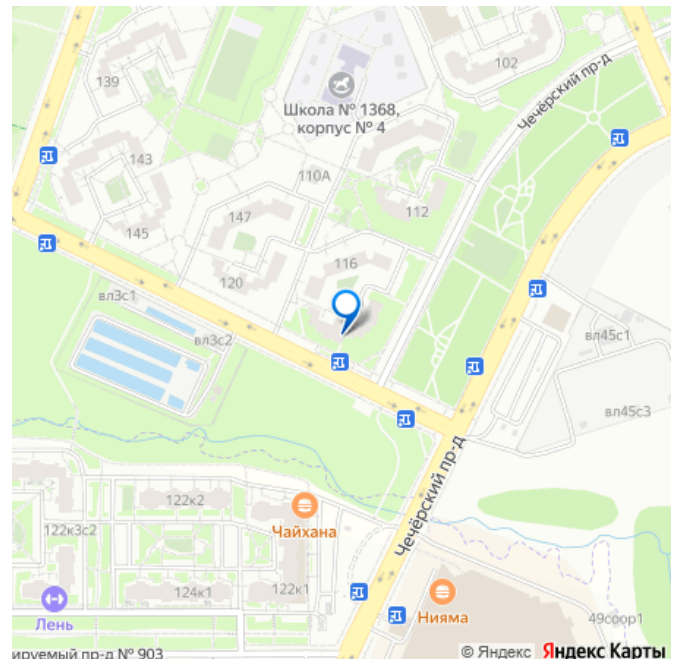 139
102
Чечёрский пр-д
Школа № 1368,
корпус № 4
143
110А
147
112
145
116
120
вл3с1
вл3с2
вл45с1
вл45с3
Чечёрский пр-д
122к2
Чайхана
122к3с2
124к1
122к1
Лень
Нияма
49соор1
ируемый пр-д № 903
© Яндекс Яндекс Карты